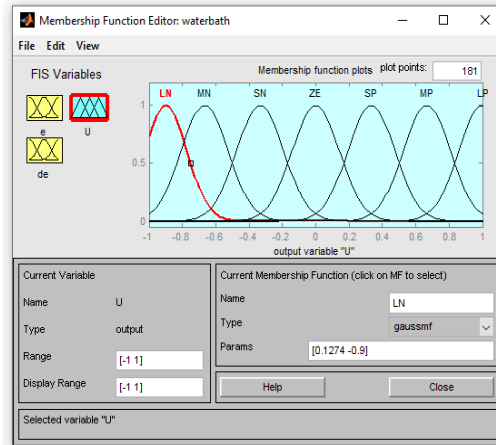 Membership Function Editor: waterbath
File Edit View
FIS Variables
e
U
de
Membership function plots plot points: 181
LN MN SN ZE SP MP LP
1
0.5
0
-1 -0.8 -0.6 -0.4 -0.2 0 0.2 0.4 0.6 0.8 1
output variable "U"
Current Variable
Name U
Type output
Range [-1 1]
Display Range [-1 1]
Current Membership Function (click on MF to select)
Name LN
Type gaussmf
Params [0.1274 -0.9]
Help Close
Selected variable "U"